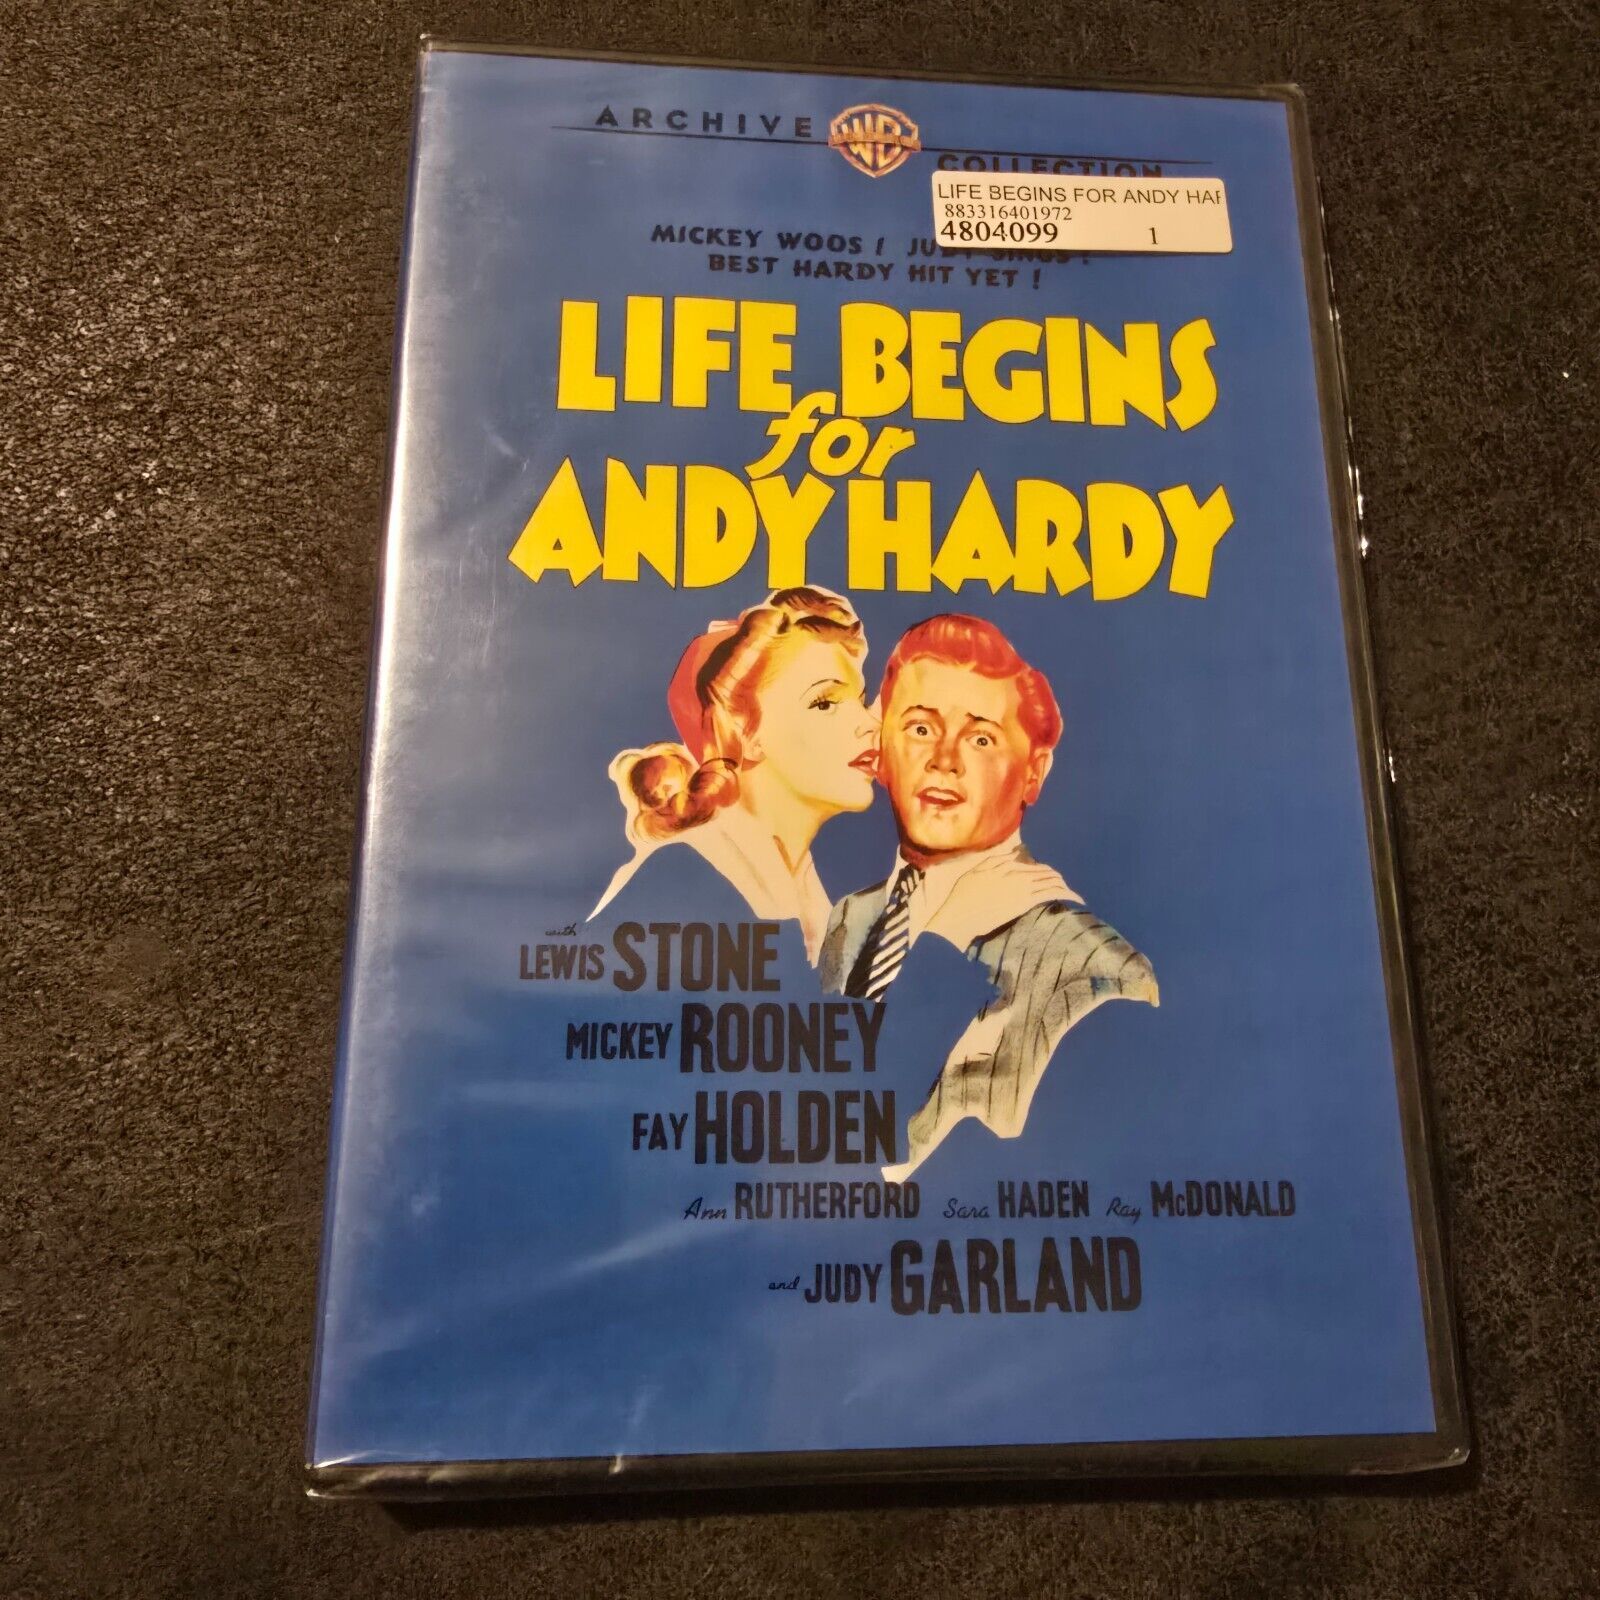 ARCHIVE WB COLLECTION
LIFE BEGINS FOR ANDY HAR
883316401972
4804099 1
MICKEY WOOS! JUDY SINGS!
BEST HARDY HIT YET!
LIFE BEGINS
for
ANDY HARDY
with
LEWIS STONE
MICKEY ROONEY
FAY HOLDEN
Ann RUTHERFORD Sara HADEN Ray McDONALD
and JUDY GARLAND